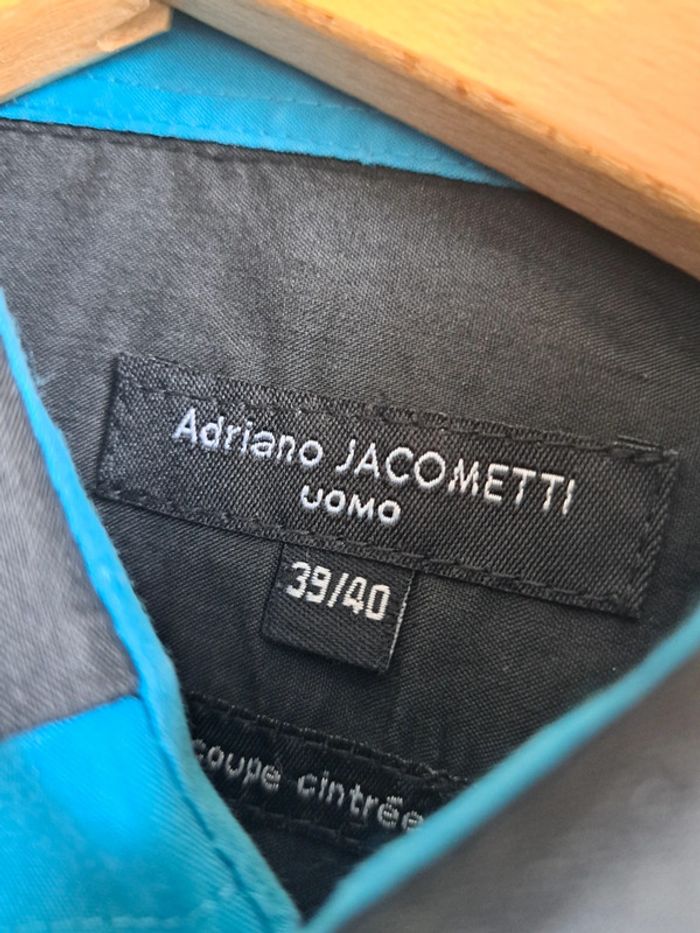 Adriano JACOMETTI
UOMO
39/40
coupe cintrée